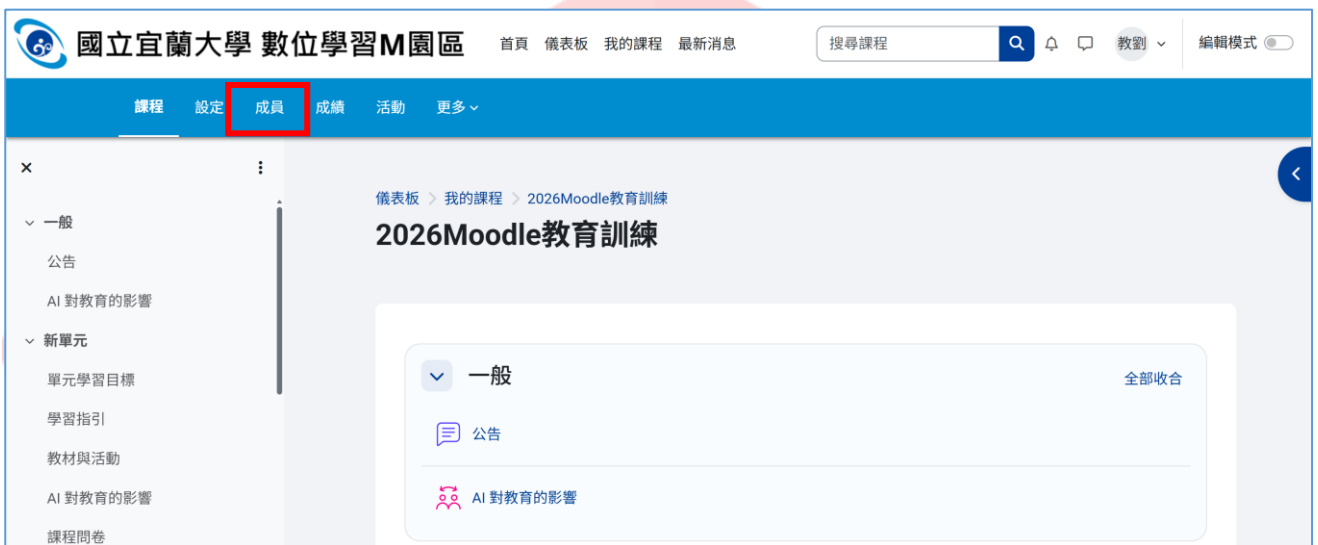 國立宜蘭大學 數位學習M園區
首頁 儀表板 我的課程 最新消息
搜尋課程
教劉
編輯模式
課程 設定 成員 成績 活動 更多
一般
公告
AI 對教育的影響
新單元
單元學習目標
學習指引
教材與活動
AI 對教育的影響
課程問卷
儀表板 > 我的課程 > 2026Moodle教育訓練
2026Moodle教育訓練
一般
全部收合
公告
AI 對教育的影響